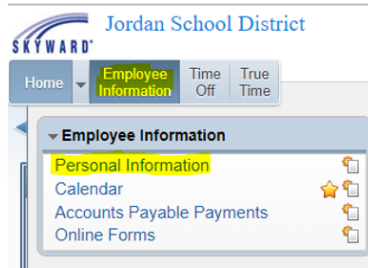 Jordan School District
SKYWARD
Home
Employee Information
Time Off
True Time
Employee Information
Personal Information
Calendar
Accounts Payable Payments
Online Forms